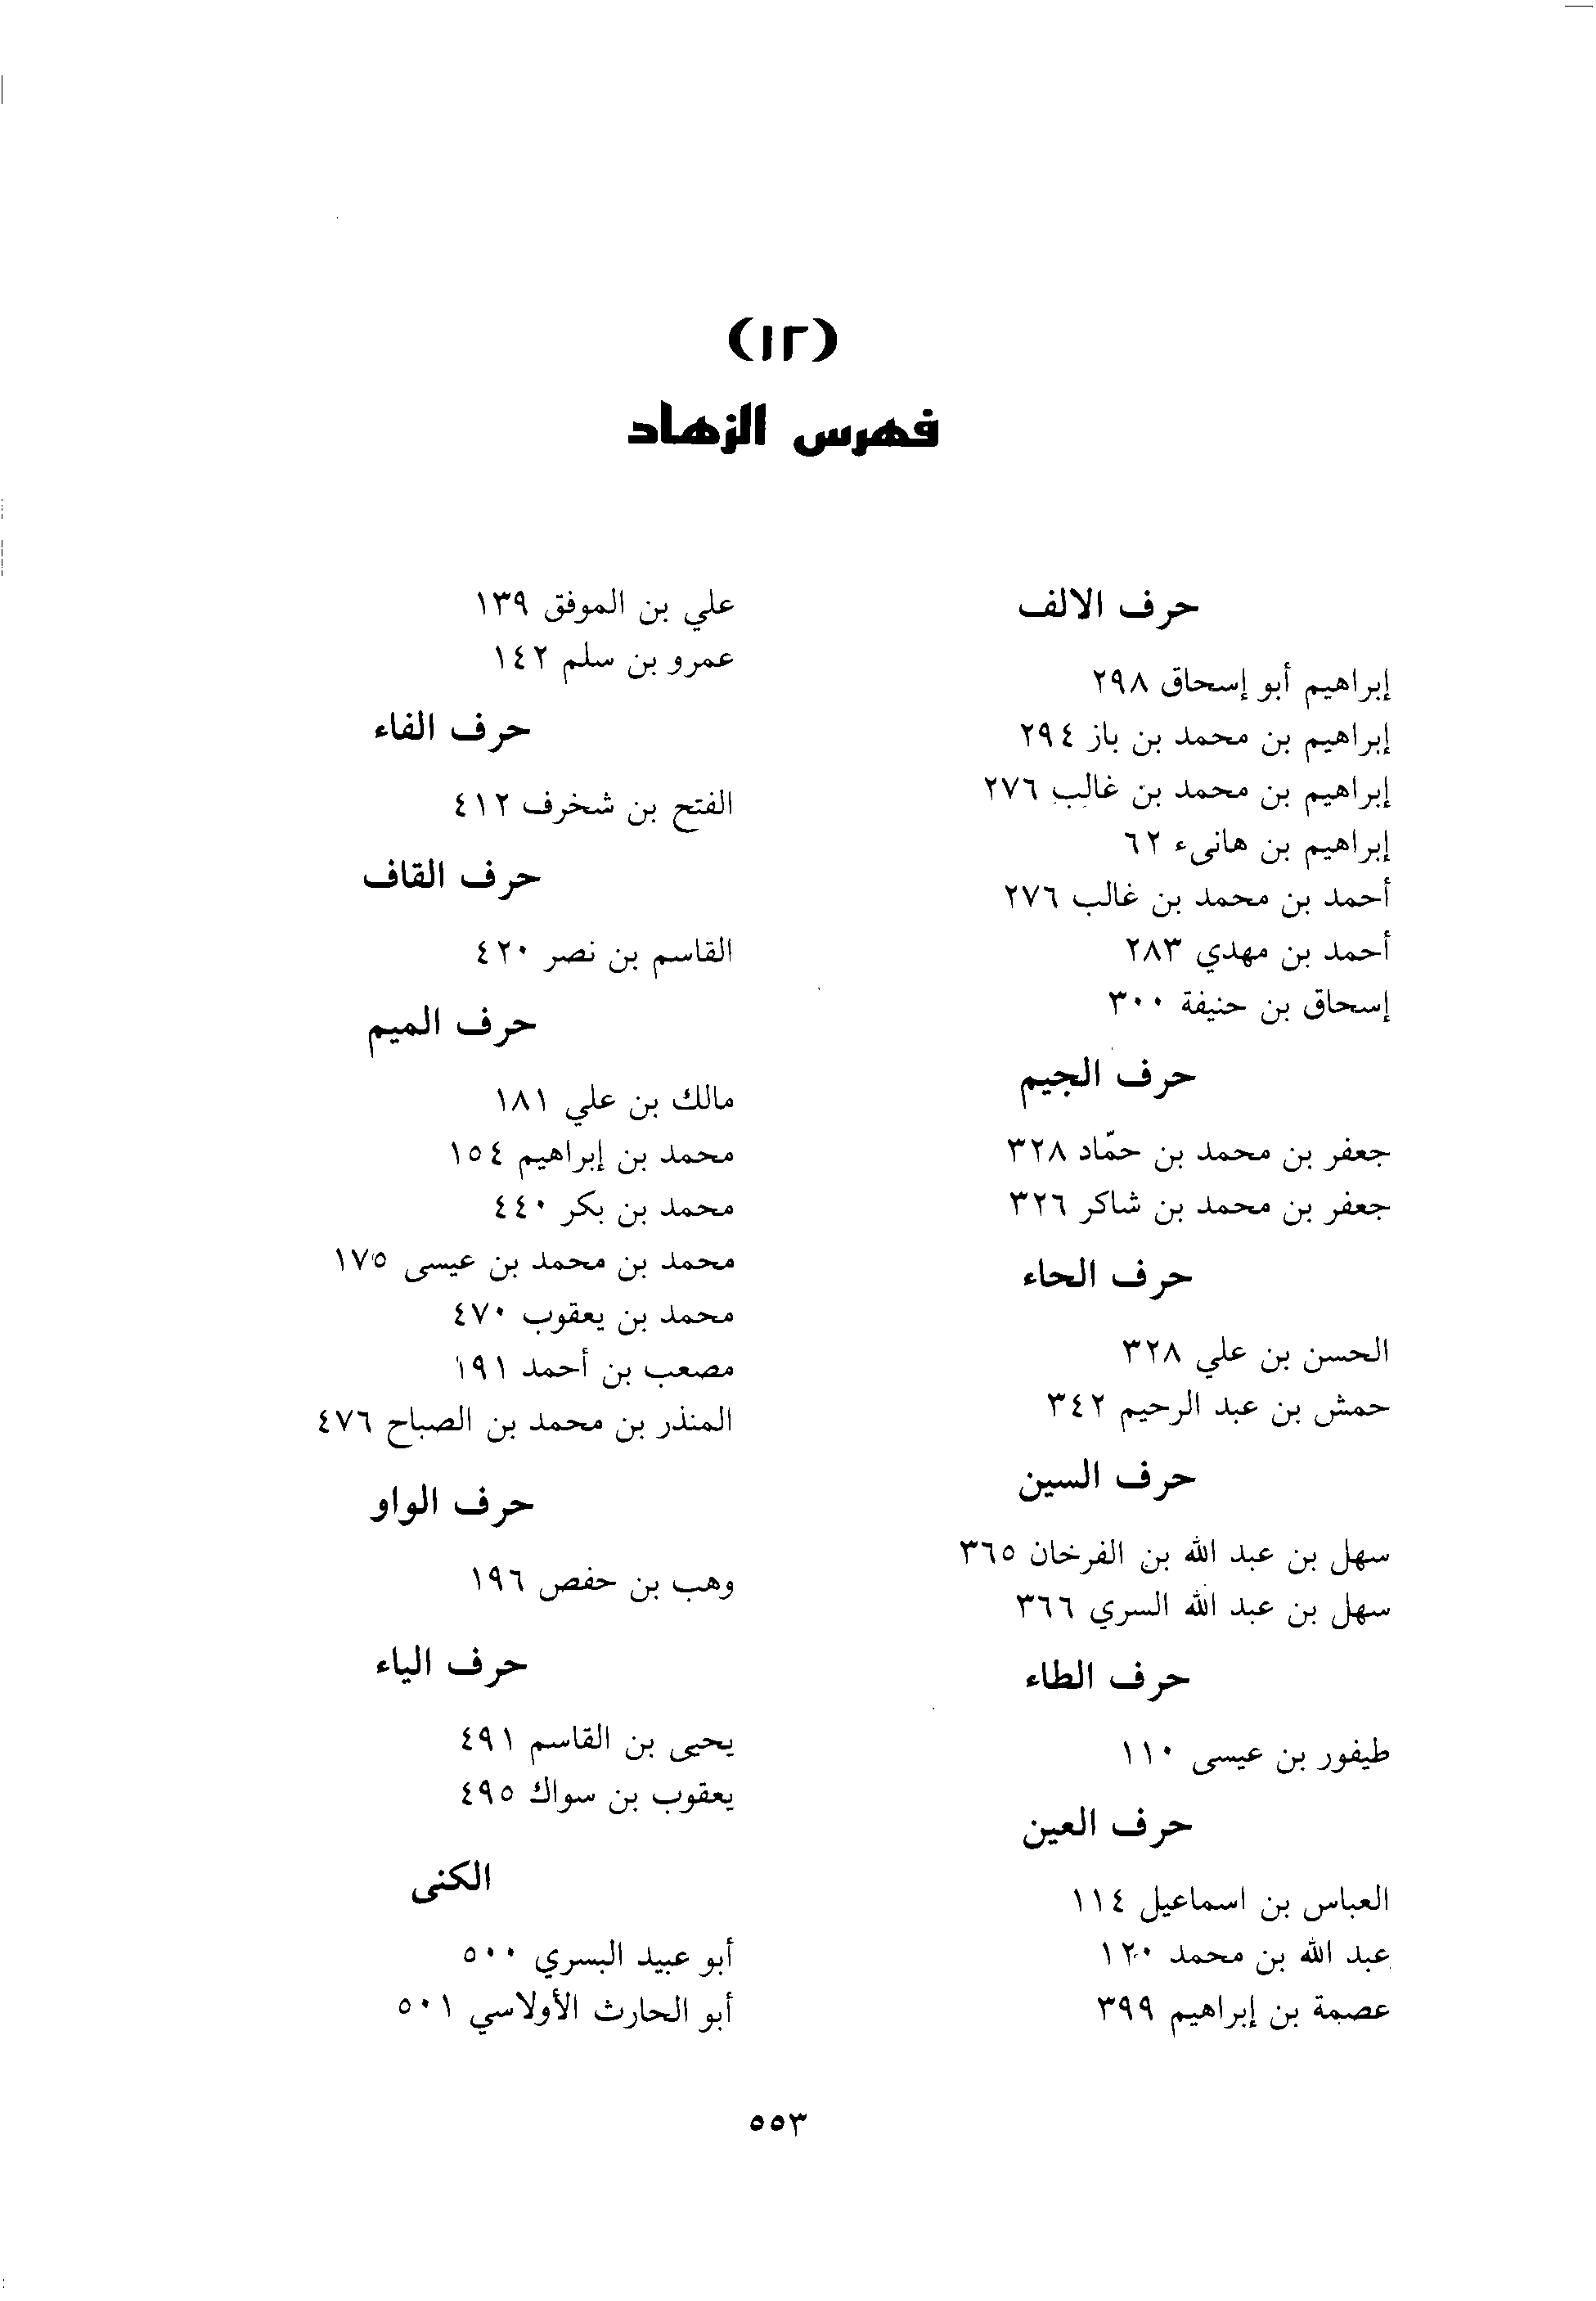 (١٢)
فهرس الزهاد
حرف الالف
إبراهيم أبو إسحاق ٢٩٨
إبراهيم بن محمد بن باز ٢٩٤
إبراهيم بن محمد بن غالب ٢٧٦
إبراهيم بن هانىء ٦٢
أحمد بن محمد بن غالب ٢٧٦
أحمد بن مهدي ٢٨٣
إسحاق بن حنيفة ٣٠٠
حرف الجيم
جعفر بن محمد بن حمّاد ٣٢٨
جعفر بن محمد بن شاكر ٣٢٦
حرف الحاء
الحسن بن علي ٣٢٨
حمش بن عبد الرحيم ٣٤٢
حرف السين
سهل بن عبد الله بن الفرخان ٣٦٥
سهل بن عبد الله السري ٣٦٦
حرف الطاء
طيفور بن عيسى ١١٠
حرف العين
العباس بن اسماعيل ١١٤
عبد الله بن محمد ١٢٠
عصمة بن إبراهيم ٣٩٩
علي بن الموفق ١٣٩
عمرو بن سلم ١٤٢
حرف الفاء
الفتح بن شخرف ٤١٢
حرف القاف
القاسم بن نصر ٤٢٠
حرف الميم
مالك بن علي ١٨١
محمد بن إبراهيم ١٥٤
محمد بن بكر ٤٤٠
محمد بن محمد بن عيسى ١٧٥
محمد بن يعقوب ٤٧٠
مصعب بن أحمد ١٩١
المنذر بن محمد بن الصباح ٤٧٦
حرف الواو
وهب بن حفص ١٩٦
حرف الياء
يحيى بن القاسم ٤٩١
يعقوب بن سواك ٤٩٥
الكنى
أبو عبيد البسري ٥٠٠
أبو الحارث الأولاسي ٥٠١
٥٥٣